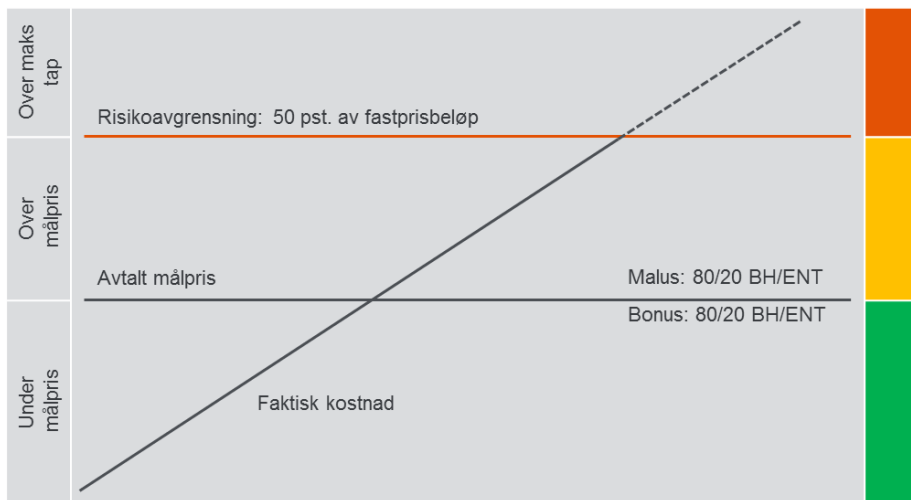 Over maks
tap
Risikoavgrensning: 50 pst. av fastprisbeløp
Over
målpris
Avtalt målpris
Malus: 80/20 BH/ENT
Bonus: 80/20 BH/ENT
Under
målpris
Faktisk kostnad